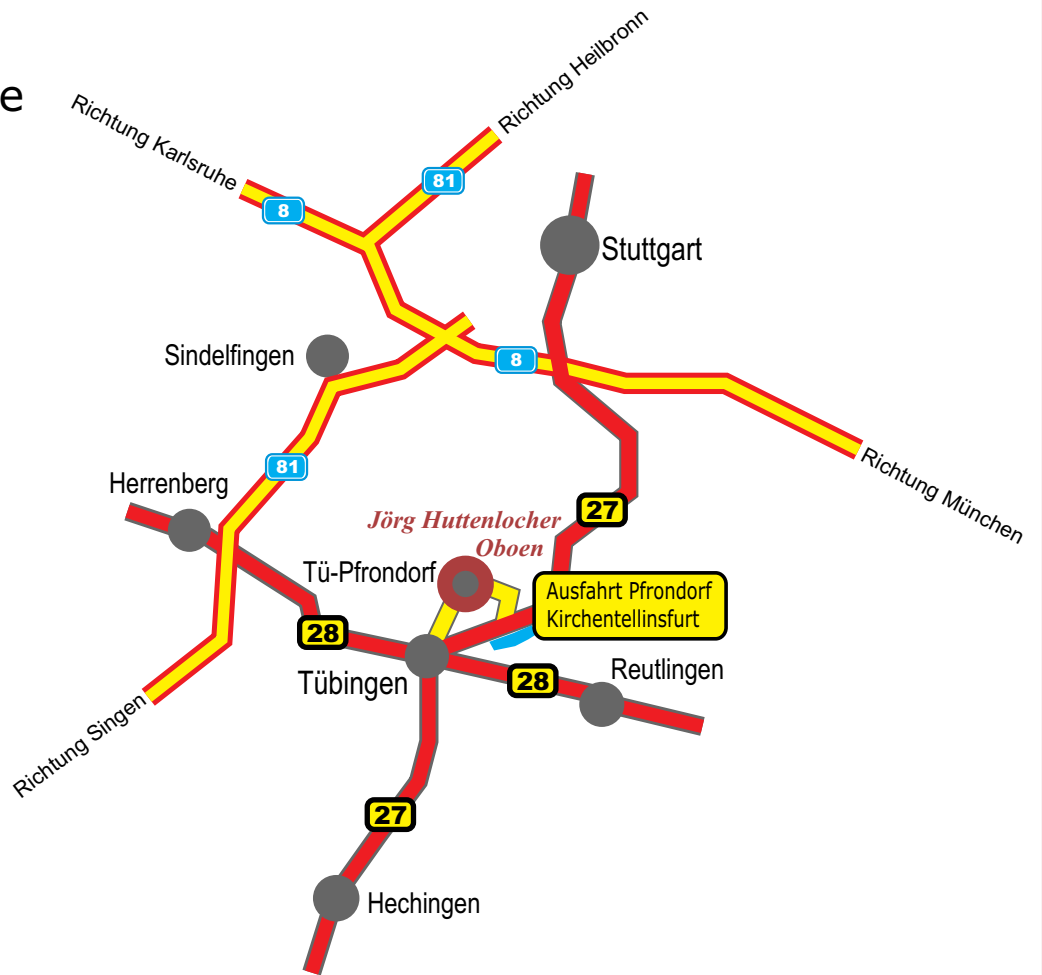 e
Richtung Heilbronn
Richtung Karlsruhe
81
8
Stuttgart
Sindelfingen
8
81
Richtung München
Herrenberg
27
Jörg Huttenlocher
Oboen
Tü-Pfrondorf
Ausfahrt Pfrondorf
Kirchentellinsfurt
28
Reutlingen
Tübingen
28
Richtung Singen
27
Hechingen